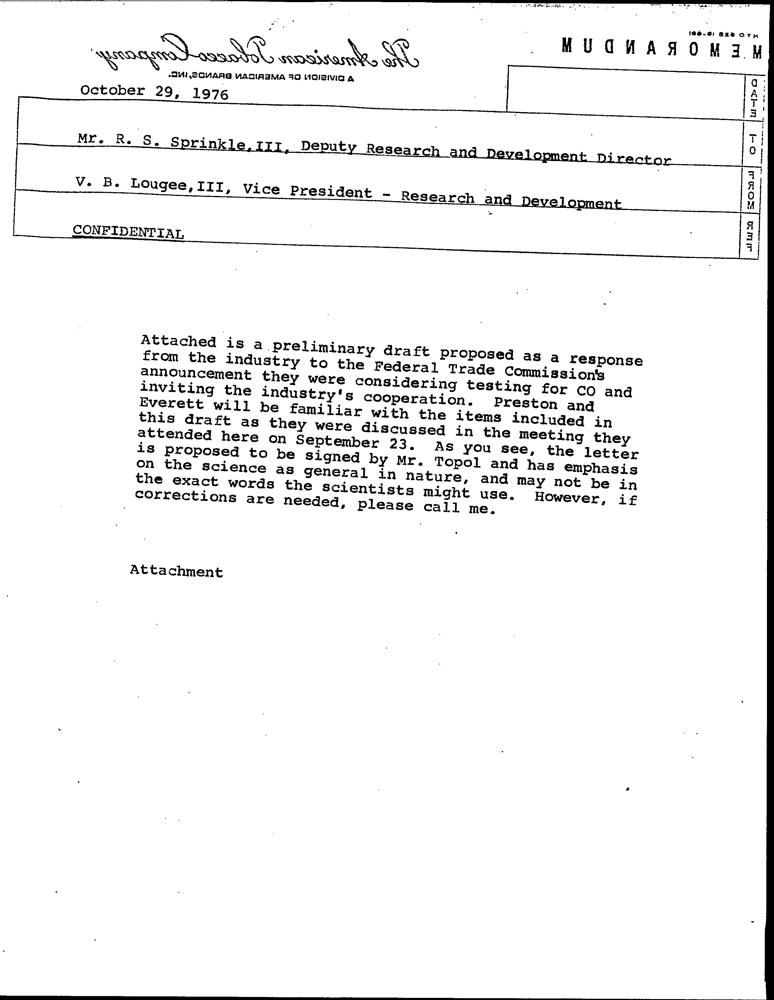 The American Tobacco Company
A DIVISION OF AMERICAN BRANDS, INC.
MEMORANDUM
DATE
October 29, 1976
TO
Mr. R. S. Sprinkle,III, Deputy Research and Development Director
FROM
V. B. Lougee,III, Vice President - Research and Development
REF
CONFIDENTIAL
Attached is a preliminary draft proposed as a response
from the industry to the Federal Trade Commission's
announcement they were considering testing for CO and
inviting the industry's cooperation. Preston and
Everett will be familiar with the items included in
this draft as they were discussed in the meeting they
attended here on September 23. As you see, the letter
is proposed to be signed by Mr. Topol and has emphasis
on the science as general in nature, and may not be in
the exact words the scientists might use. However, if
corrections are needed, please call me.
Attachment